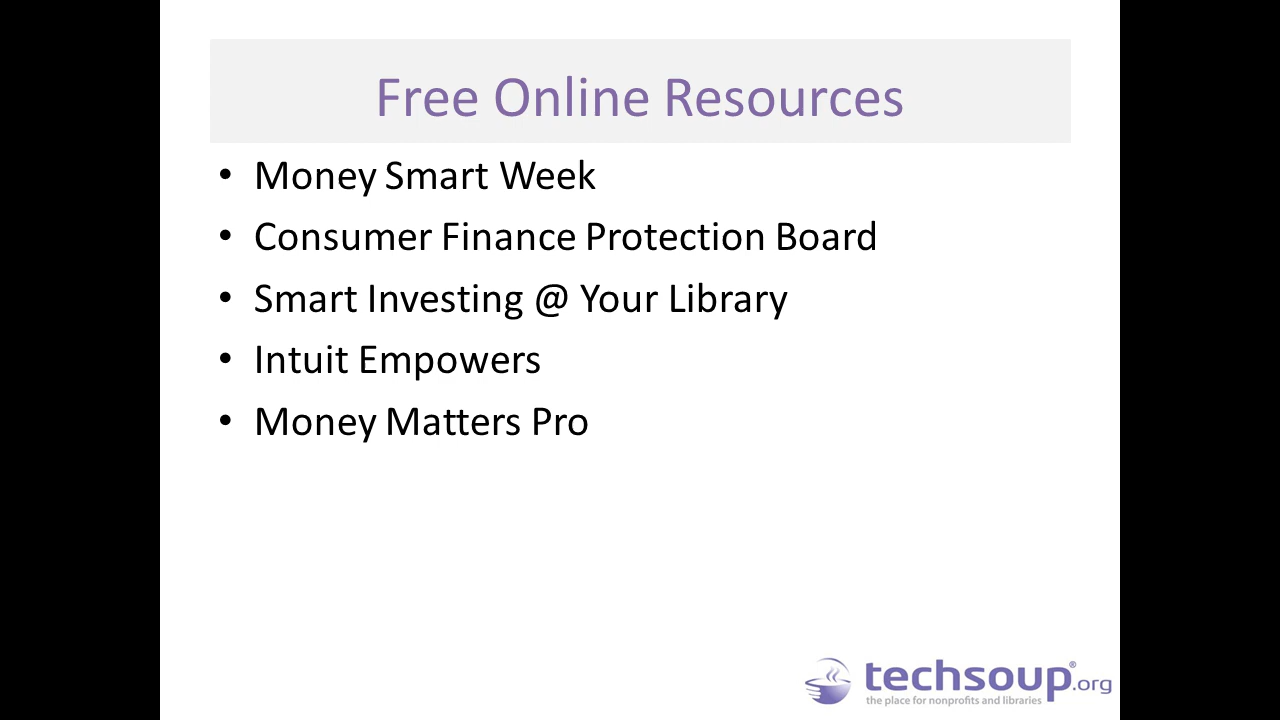 Free Online Resources
• Money Smart Week
• Consumer Finance Protection Board
• Smart Investing @ Your Library
• Intuit Empowers
• Money Matters Pro
techsoup®.org
the place for nonprofits and libraries